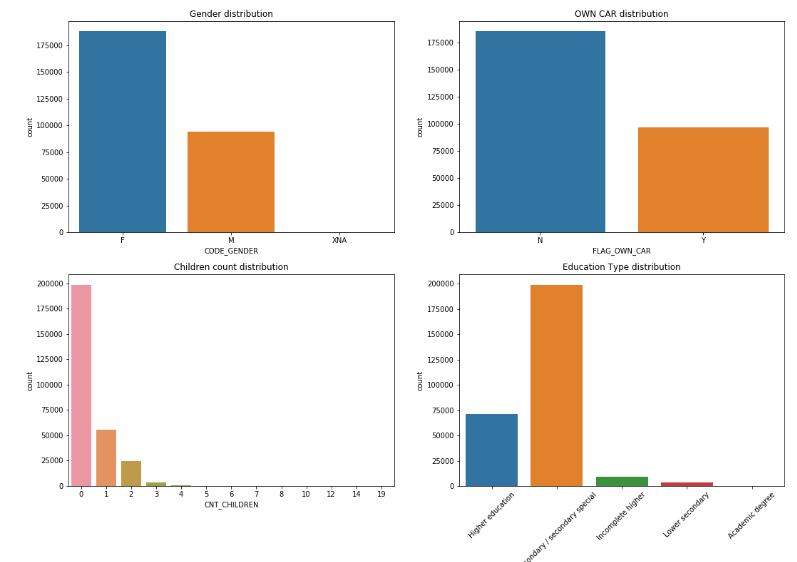 Gender distribution
175000
150000
125000
100000
75000
50000
25000
0
count
F M XNA
CODE_GENDER
OWN CAR distribution
175000
150000
125000
100000
75000
50000
25000
0
count
N Y
FLAG_OWN_CAR
Children count distribution
200000
175000
150000
125000
100000
75000
50000
25000
0
count
0 1 2 3 4 5 6 7 8 10 12 14 19
CNT_CHILDREN
Education Type distribution
200000
175000
150000
125000
100000
75000
50000
25000
0
count
Higher education
/ secondary special
Incomplete higher
Lower secondary
Academic degree